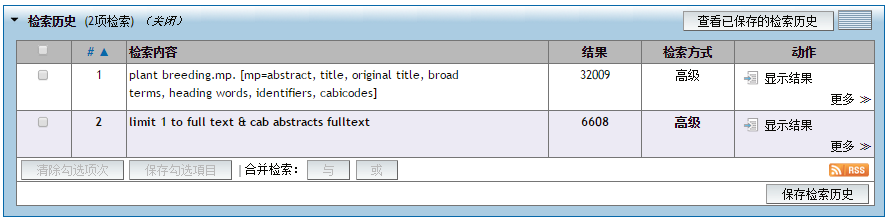 检索历史 (2项检索) (关闭) 查看已保存的检索历史
# ▲ 检索内容 结果 检索方式 动作
1 plant breeding.mp. [mp=abstract, title, original title, broad 32009 高级 显示结果
terms, heading words, identifiers, cabicodes]
更多 ≫
2 limit 1 to full text & cab abstracts fulltext 6608 高级 显示结果
更多 ≫
清除勾选项次 保存勾选項目 | 合并检索： 与 或 RSS
保存检索历史